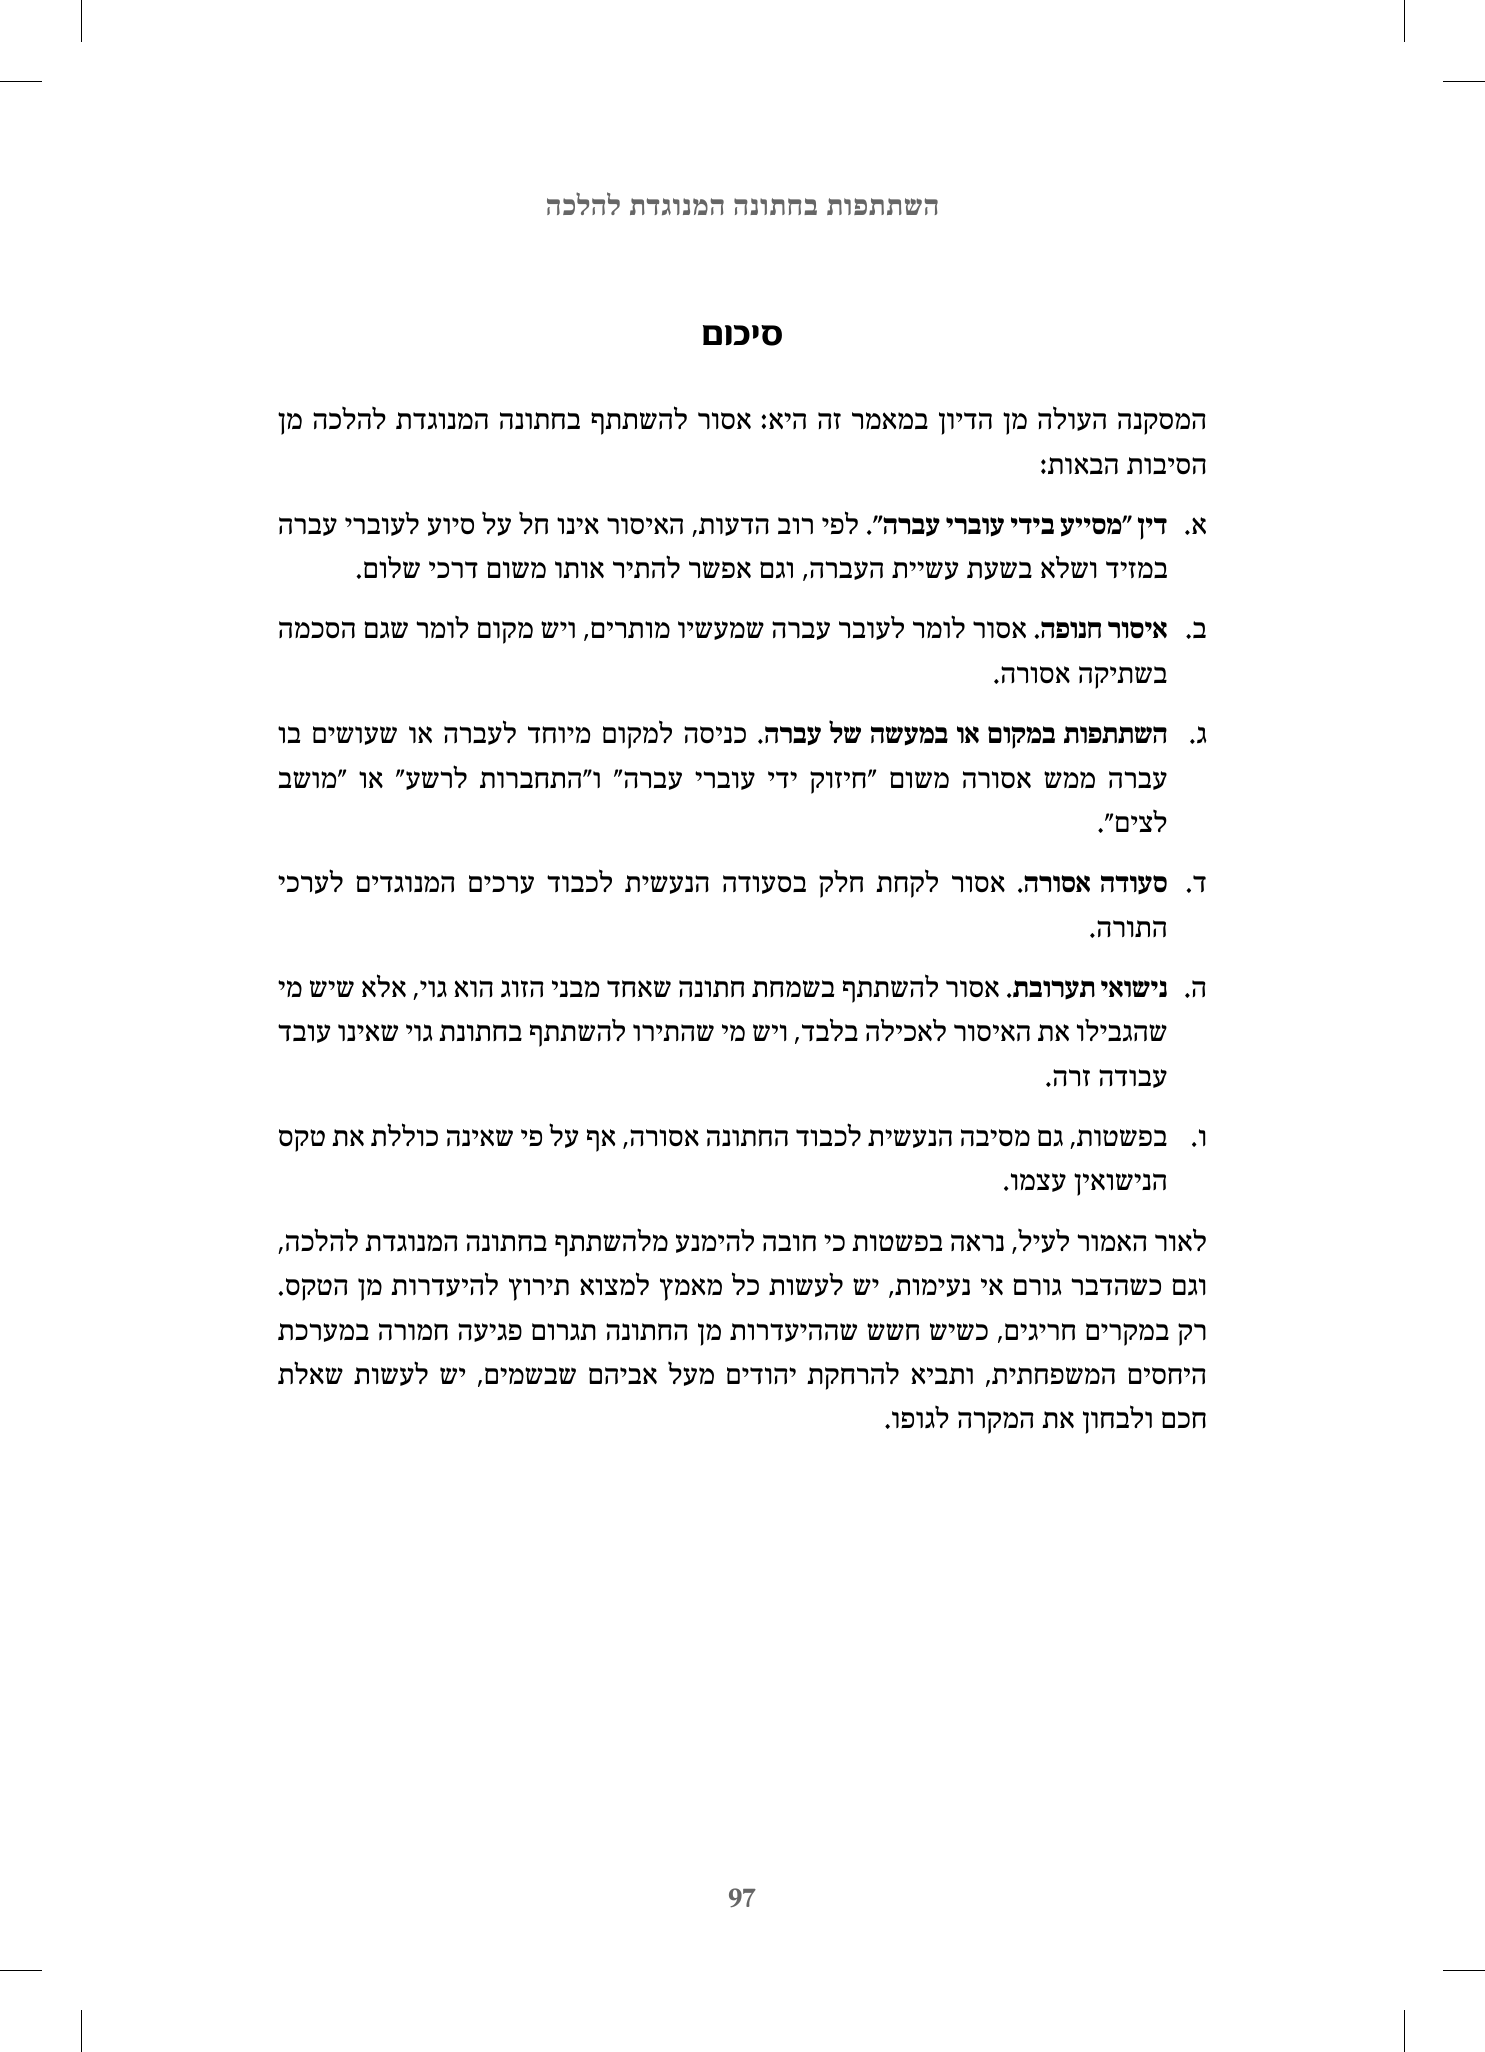 השתתפות בחתונה המנוגדת להלכה
סיכום
המסקנה העולה מן הדיון במאמר זה היא: אסור להשתתף בחתונה המנוגדת להלכה מן
הסיבות הבאות:
א. דין "מסייע בידי עוברי עברה". לפי רוב הדעות, האיסור אינו חל על סיוע לעוברי עברה
במזיד ושלא בשעת עשיית העברה, וגם אפשר להתיר אותו משום דרכי שלום.
ב. איסור חנופה. אסור לומר לעובר עברה שמעשיו מותרים, ויש מקום לומר שגם הסכמה
בשתיקה אסורה.
ג. השתתפות במקום או במעשה של עברה. כניסה למקום מיוחד לעברה או שעושים בו
עברה ממש אסורה משום "חיזוק ידי עוברי עברה" ו"התחברות לרשע" או "מושב
לצים".
ד. סעודה אסורה. אסור לקחת חלק בסעודה הנעשית לכבוד ערכים המנוגדים לערכי
התורה.
ה. נישואי תערובת. אסור להשתתף בשמחת חתונה שאחד מבני הזוג הוא גוי, אלא שיש מי
שהגבילו את האיסור לאכילה בלבד, ויש מי שהתירו להשתתף בחתונת גוי שאינו עובד
עבודה זרה.
ו. בפשטות, גם מסיבה הנעשית לכבוד החתונה אסורה, אף על פי שאינה כוללת את טקס
הנישואין עצמו.
לאור האמור לעיל, נראה בפשטות כי חובה להימנע מלהשתתף בחתונה המנוגדת להלכה,
וגם כשהדבר גורם אי נעימות, יש לעשות כל מאמץ למצוא תירוץ להיעדרות מן הטקס.
רק במקרים חריגים, כשיש חשש שההיעדרות מן החתונה תגרום פגיעה חמורה במערכת
היחסים המשפחתית, ותביא להרחקת יהודים מעל אביהם שבשמים, יש לעשות שאלת
חכם ולבחון את המקרה לגופו.
97